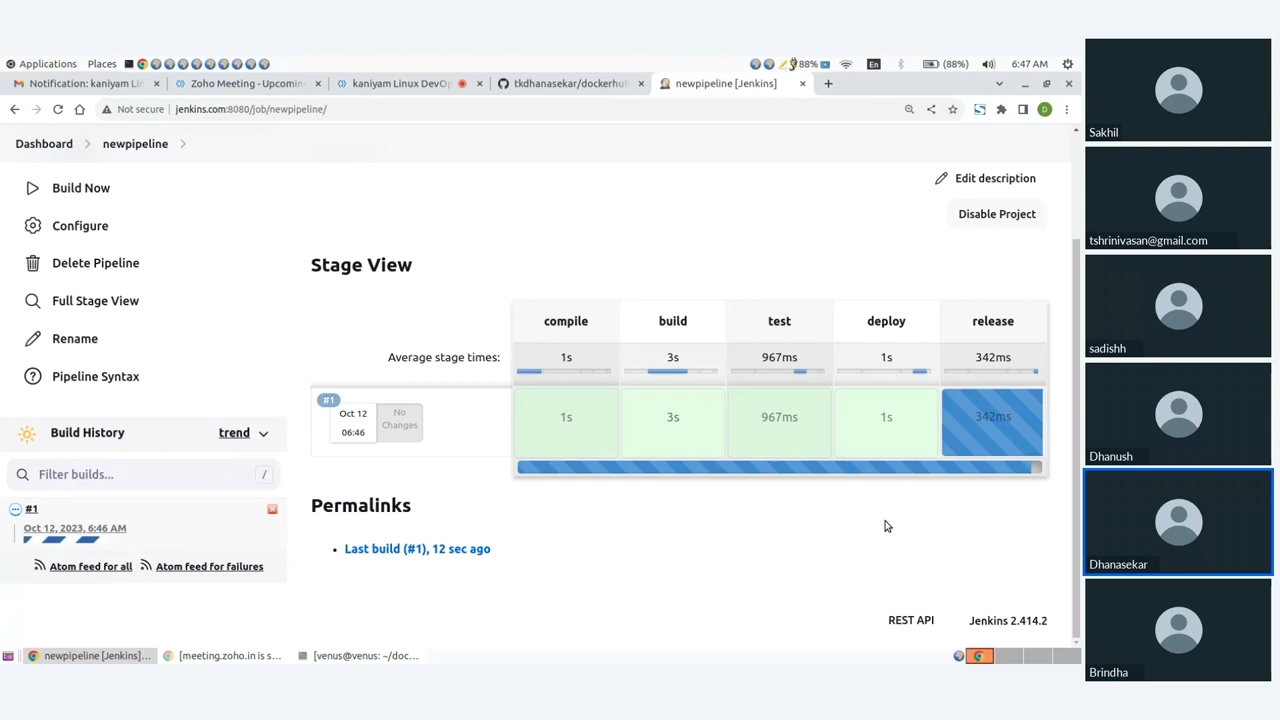 Applications Places 88% En (88%) 6:47 AM
Notification: kaniyam Lin Zoho Meeting - Upcomin kaniyam Linux DevO tkdhanasekar/dockerhub newpipeline [Jenkins]
Not secure jenkins.com:8080/job/newpipeline/ D
Dashboard newpipeline
Build Now
Configure
Delete Pipeline
Full Stage View
Rename
Pipeline Syntax
Build History trend
Filter builds... /
#1
Oct 12, 2023, 6:46 AM
Atom feed for all Atom feed for failures
Edit description
Disable Project
Stage View
compile build test deploy release
Average stage times: 1s 3s 967ms 1s 342ms
#1
Oct 12
06:46
No
Changes
1s 3s 967ms 1s 342ms
Permalinks
Last build (#1), 12 sec ago
REST API Jenkins 2.414.2
newpipeline [Jenkins]... [meeting.zoho.in is s... [venus@venus: ~/doc...
Sakhil
tshrinivasan@gmail.com
sadishh
Dhanush
Dhanasekar
Brindha